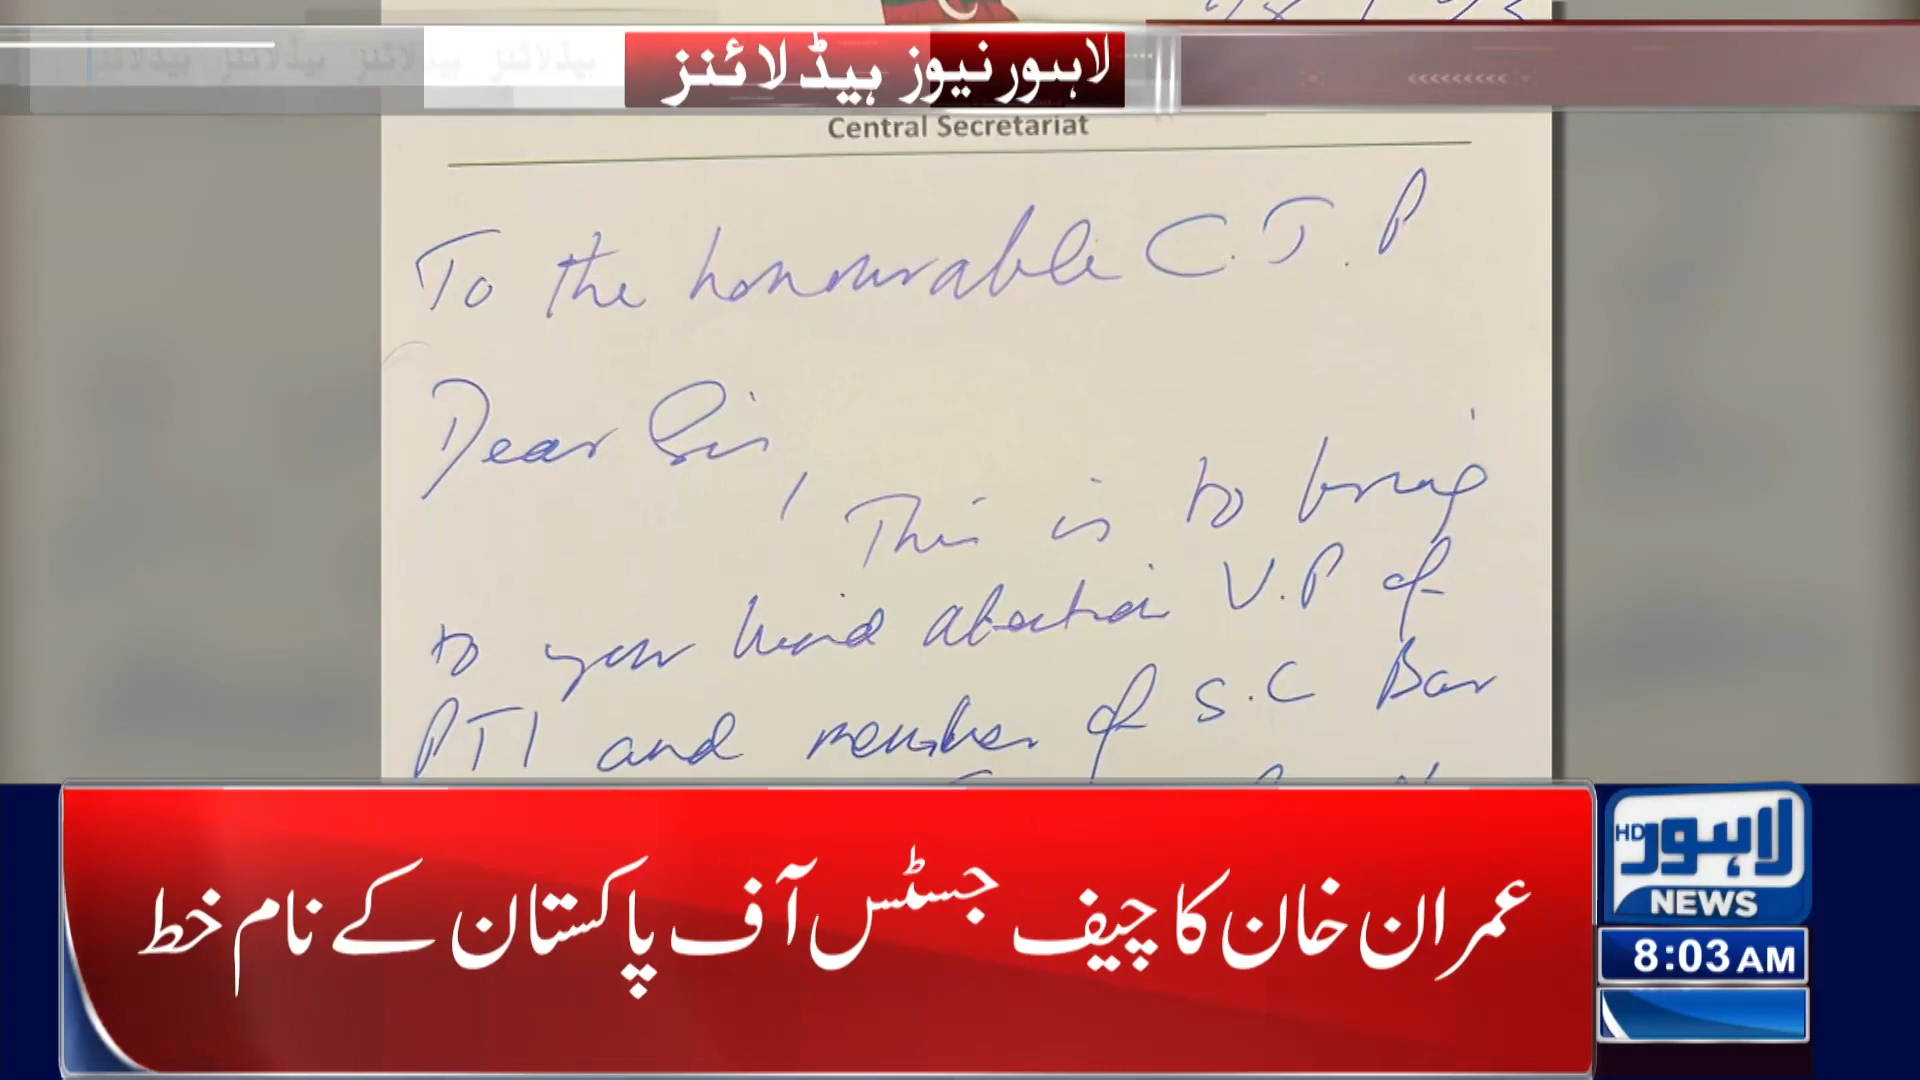 لاہور نیوز ہیڈ لائنز
Central Secretariat
To the honourable C.J.P
Dear Sir,
This is to bring
to your kind attention V.P of
PTI and member of S.C Bar
عمران خان کا چیف جسٹس آف پاکستان کے نام خط
لاہور HD
NEWS
8:03 AM